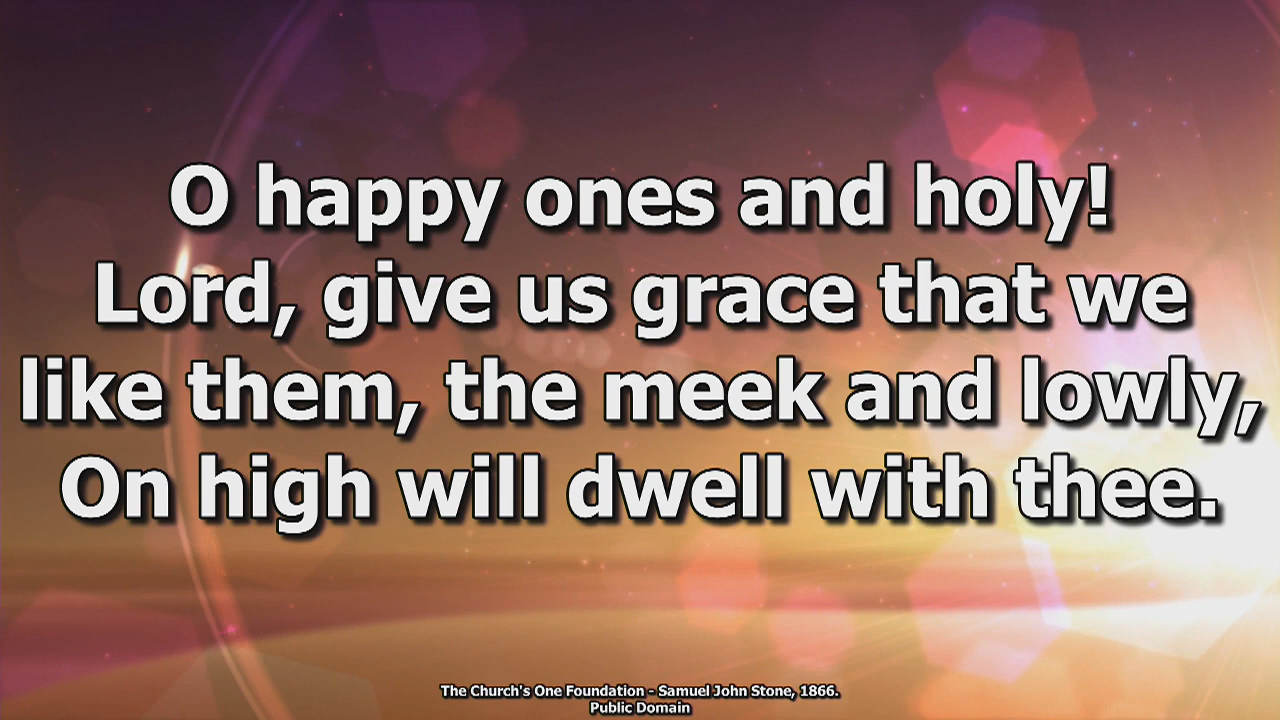 O happy ones and holy!
Lord, give us grace that we
like them, the meek and lowly,
On high will dwell with thee.
The Church's One Foundation - Samuel John Stone, 1866.
Public Domain